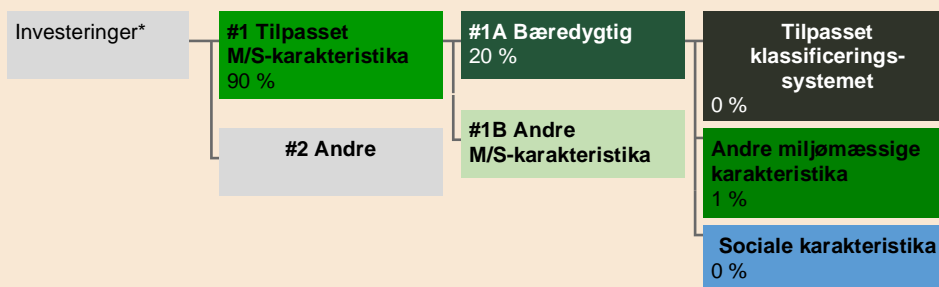 Investeringer*
#1 Tilpasset
M/S-karakteristika
90 %
#2 Andre
#1A Bæredygtig
20 %
#1B Andre
M/S-karakteristika
Tilpasset
klassificerings-
systemet
0 %
Andre miljømæssige
karakteristika
1 %
Sociale karakteristika
0 %